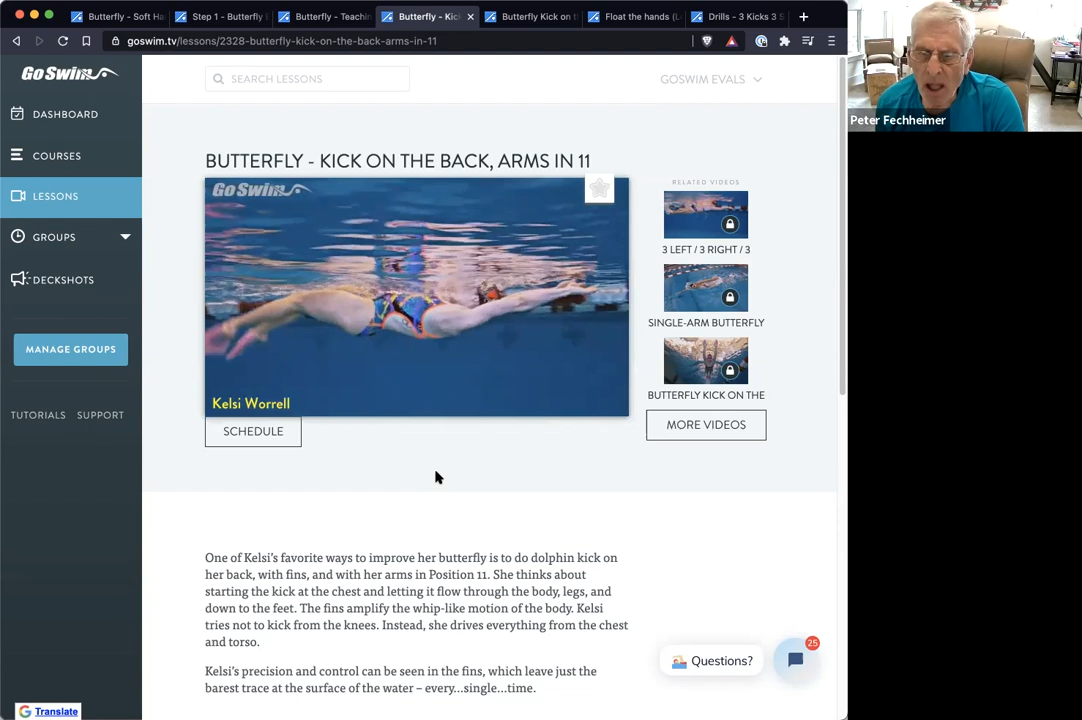 Butterfly - Soft Ha
Step 1 - Butterfly
Butterfly - Teachin
Butterfly - Kic
Butterfly Kick on t
Float the hands (L
Drills - 3 Kicks 3 S
goswim.tv/lessons/2328-butterfly-kick-on-the-back-arms-in-11
GoSwim
SEARCH LESSONS
GOSWIM EVALS
DASHBOARD
COURSES
LESSONS
GROUPS
DECKSHOTS
MANAGE GROUPS
TUTORIALS SUPPORT
BUTTERFLY - KICK ON THE BACK, ARMS IN 11
GoSwim
Kelsi Worrell
SCHEDULE
RELATED VIDEOS
3 LEFT / 3 RIGHT / 3
SINGLE-ARM BUTTERFLY
BUTTERFLY KICK ON THE
MORE VIDEOS
One of Kelsi's favorite ways to improve her butterfly is to do dolphin kick on
her back, with fins, and with her arms in Position 11. She thinks about
starting the kick at the chest and letting it flow through the body, legs, and
down to the feet. The fins amplify the whip-like motion of the body. Kelsi
tries not to kick from the knees. Instead, she drives everything from the chest
and torso.
Kelsi's precision and control can be seen in the fins, which leave just the
barest trace at the surface of the water – every...single...time.
Questions?
25
Translate
Peter Fechheimer